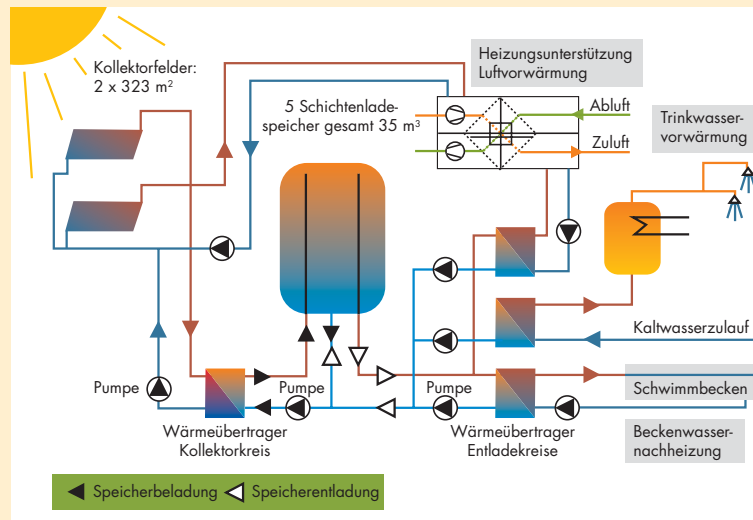 Kollektorfelder:
2 x 323 m²
5 Schichtenlade-
speicher gesamt 35 m³
Heizungsunterstützung
Luftvorwärmung
Abluft
Zuluft
Trinkwasser-
vorwärmung
Kaltwasserzulauf
Pumpe
Pumpe
Pumpe
Schwimmbecken
Wärmeübertrager
Kollektorkreis
Wärmeübertrager
Entladekreise
Beckenwasser-
nachheizung
Speicherbeladung
Speicherentladung